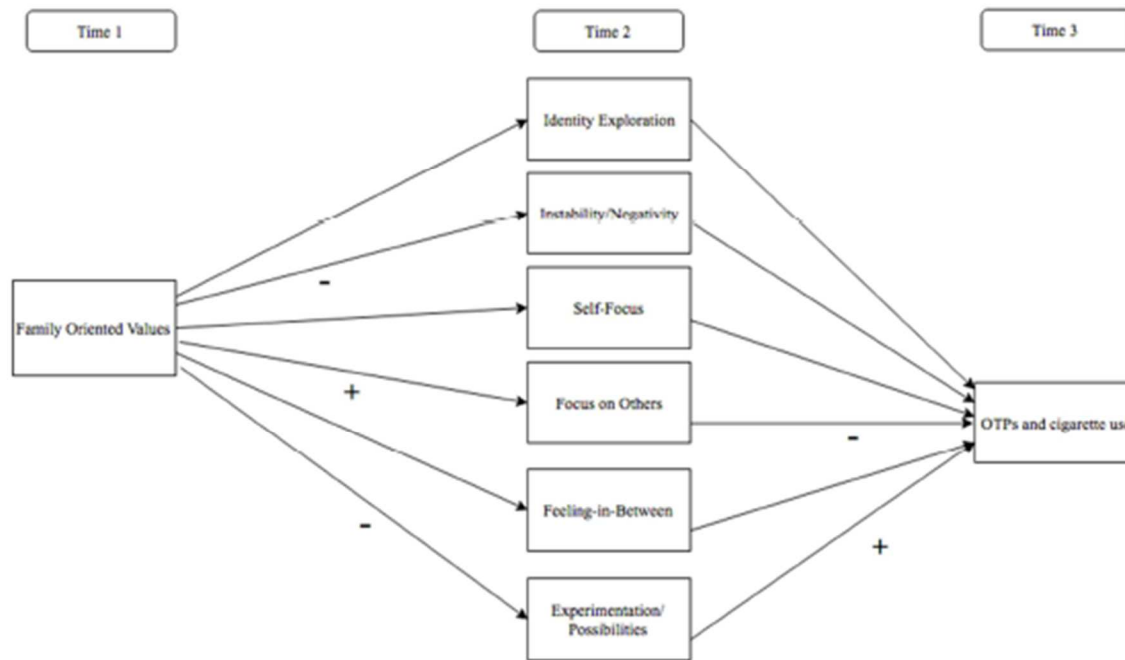 Time 1
Time 2
Time 3
Identity Exploration
Instability/Negativity
-
Self-Focus
Family Oriented Values
+
Focus on Others
-
OTPs and cigarette us
Feeling-in-Between
-
+
Experimentation/
Possibilities